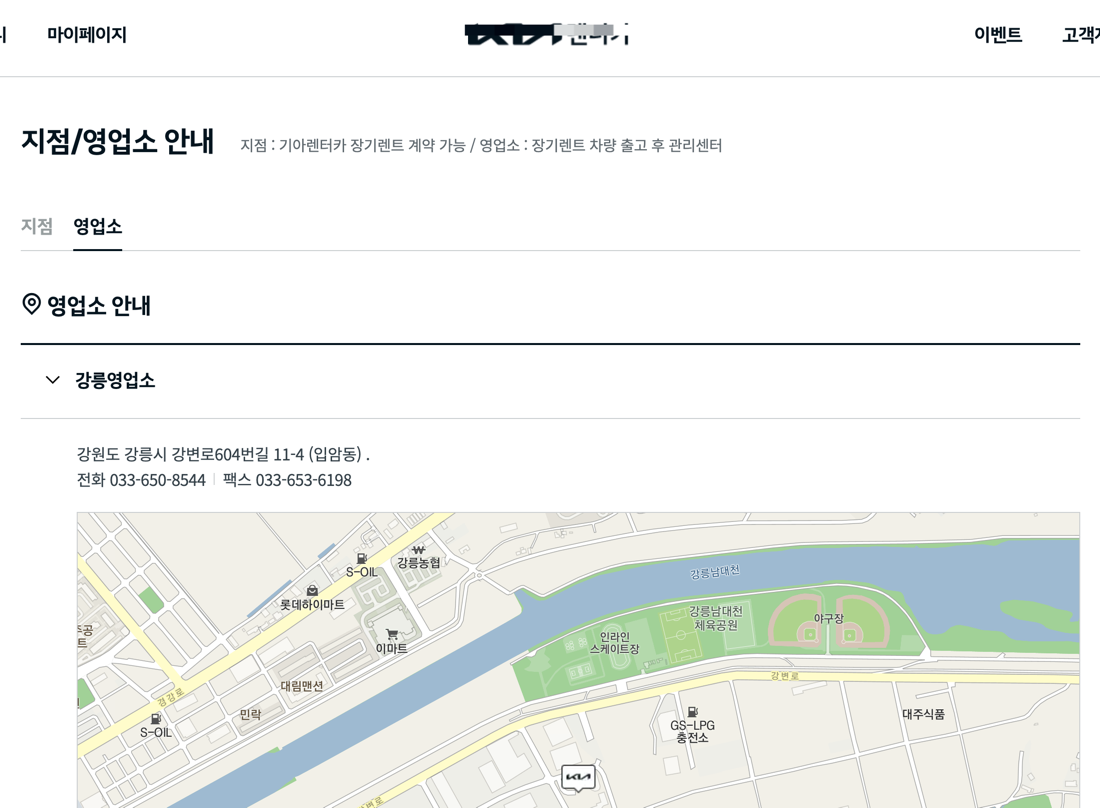 마이페이지
이벤트
지점/영업소 안내
지점 : 기아렌터카 장기렌트 계약 가능 / 영업소 : 장기렌트 차량 출고 후 관리센터
지점 영업소
영업소 안내
강릉영업소
강원도 강릉시 강변로604번길 11-4 (입암동) .
전화 033-650-8544 | 팩스 033-653-6198
강릉농협
S-OIL
강릉남대천
롯데하이마트
강릉남대천
체육공원
야구장
인라인
스케이트장
이마트
강변로
대림맨션
경강로
민락
대주식품
S-OIL
GS-LPG
충전소
KIA